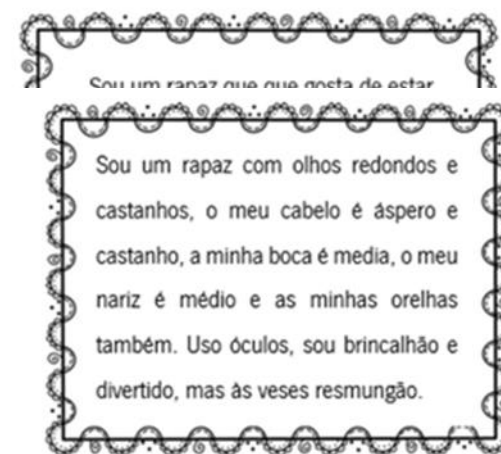 Sou um rapaz que que gosta de estar
Sou um rapaz com olhos redondos e
castanhos, o meu cabelo é áspero e
castanho, a minha boca é media, o meu
nariz é médio e as minhas orelhas
também. Uso óculos, sou brincalhão e
divertido, mas às veses resmungão.